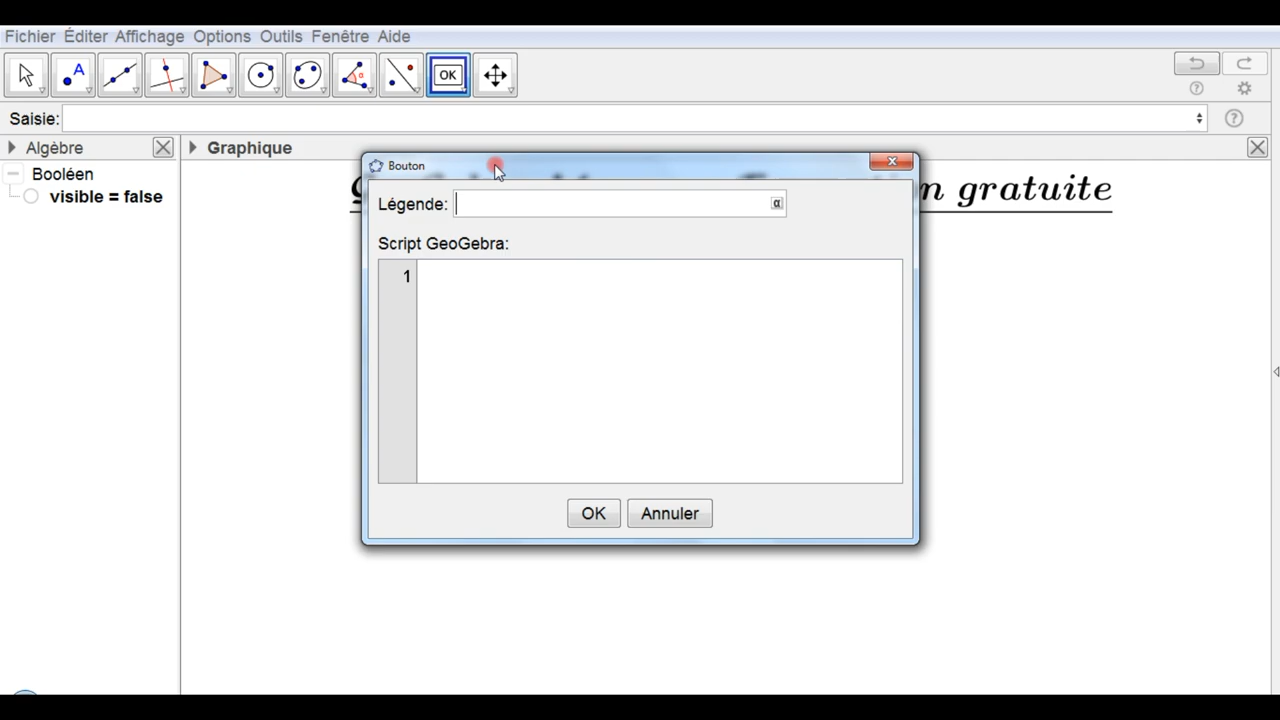 Fichier Éditer Affichage Options Outils Fenêtre Aide
A
α
OK
Saisie:
Algèbre
Graphique
Booléen
visible = false
n gratuite
Bouton
Légende:
α
Script GeoGebra:
1
OK
Annuler